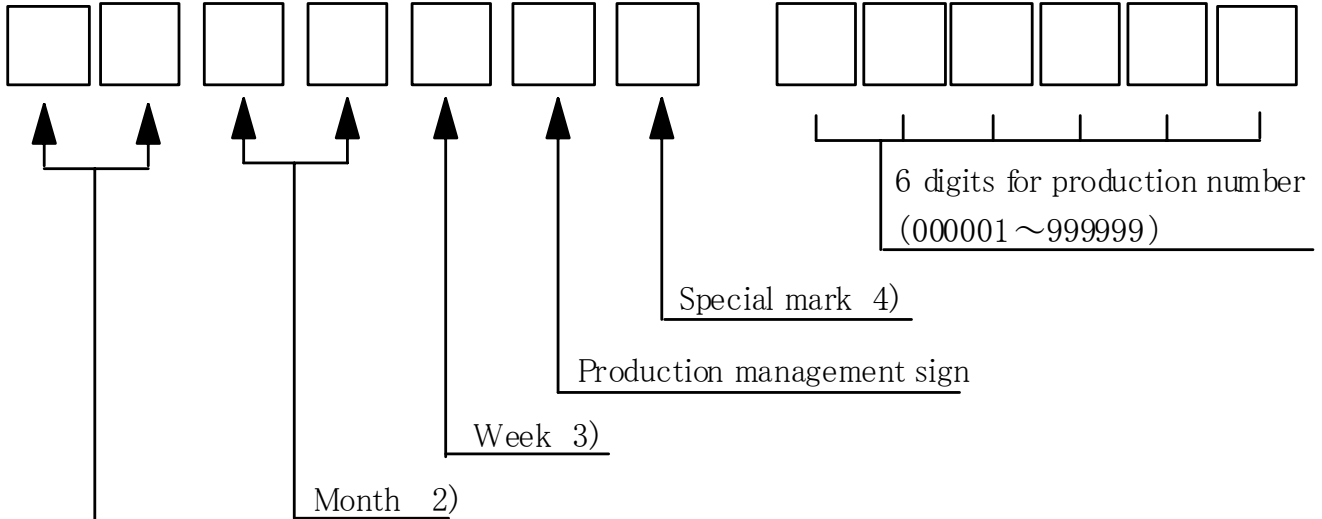 6 digits for production number
(000001～999999)
Special mark 4)
Production management sign
Week 3)
Month 2)